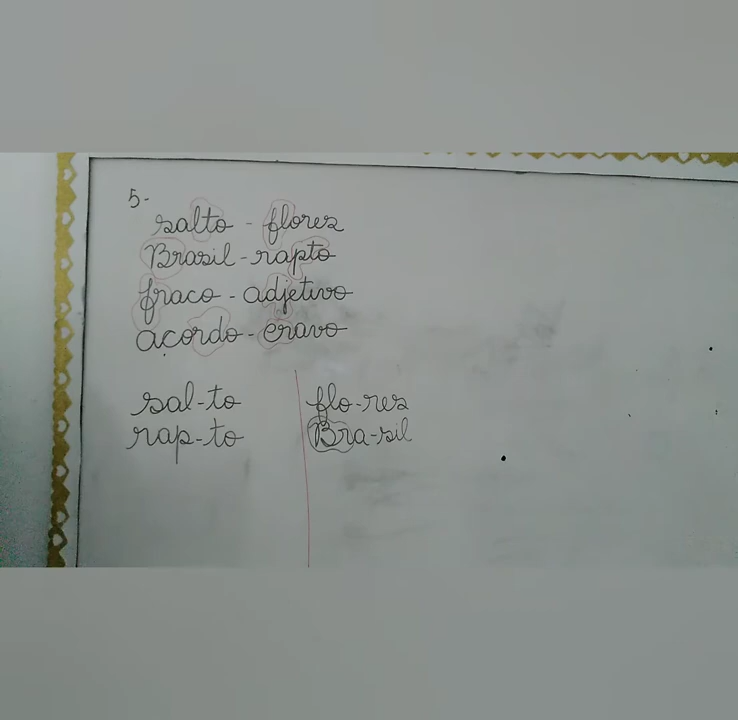 5-
salto - flores
Brasil - rapto
fraco - adjetivo
acordo - cravo
sal-to flo-res
rap-to Bra-sil